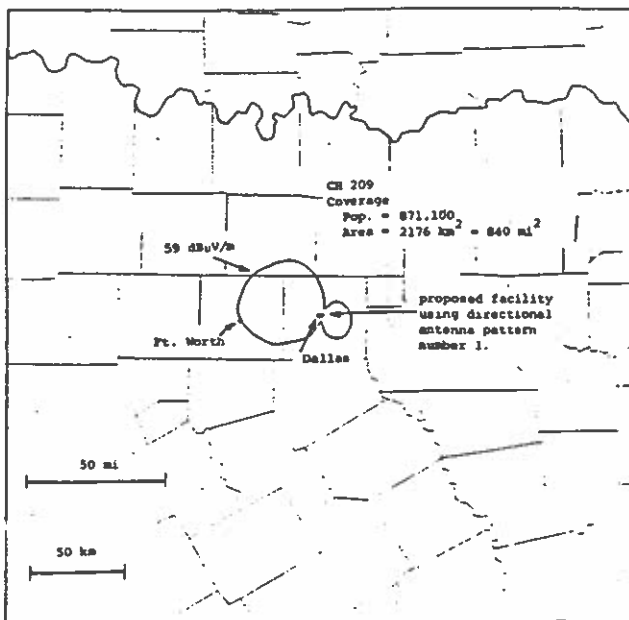 CH 209
Coverage
Pop. = 871,100
Area = 2176 km² = 840 mi²
59 dBuV/m
proposed facility
using directional
antenna pattern
number 1.
Ft. Worth
Dallas
50 mi
50 km